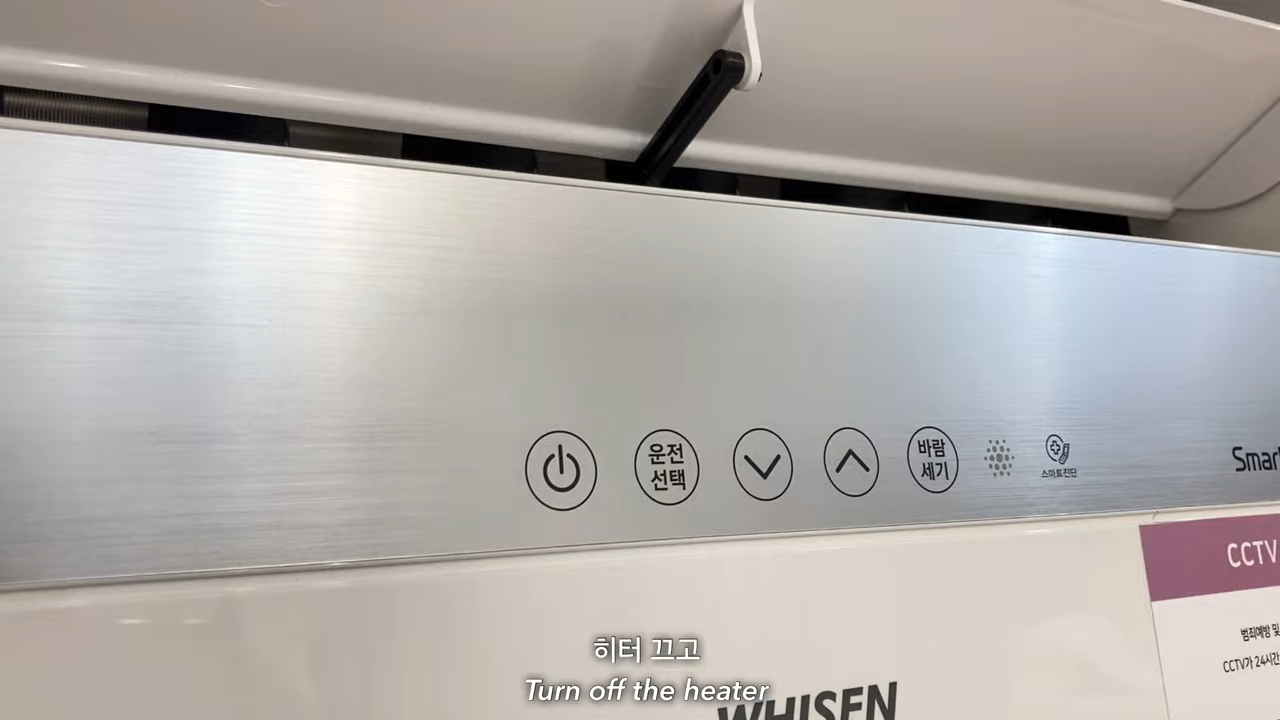 운전
선택
바람
세기
스마트진단
Smar
CCTV
범죄예방 및
CCTV가 24시간
히터 끄고
Turn off the heater
WHISEN